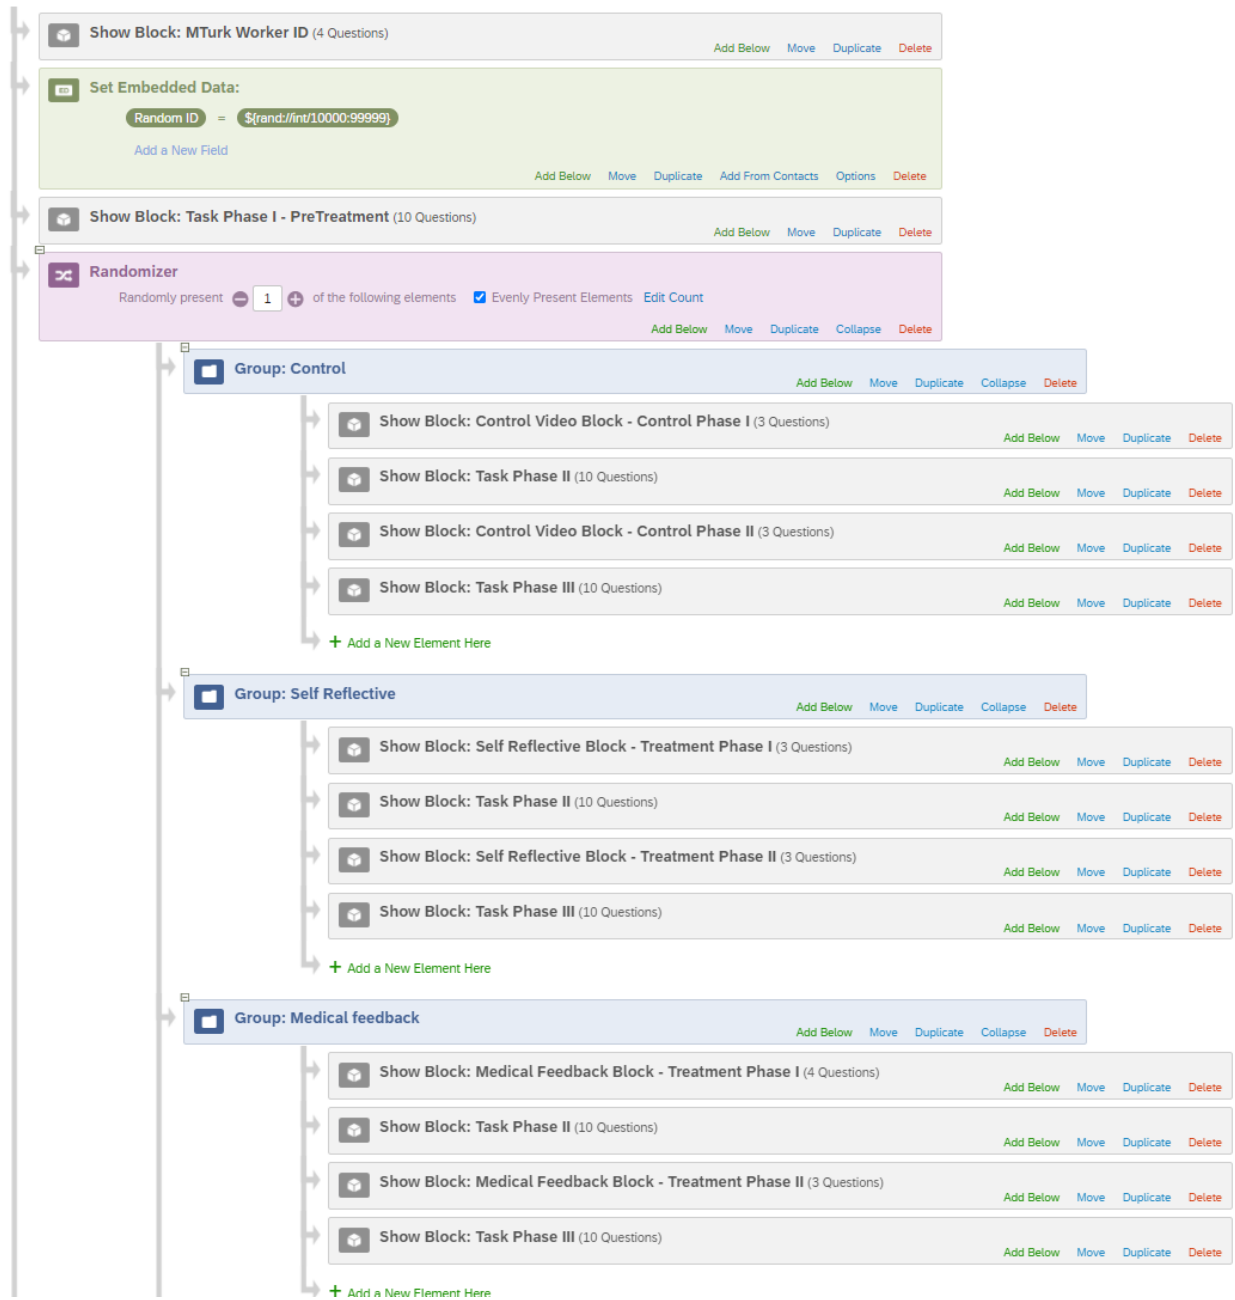 Show Block: MTurk Worker ID (4 Questions)
Add Below Move Duplicate Delete
ED
Set Embedded Data:
Random ID = ${rand://int/10000:99999}
Add a New Field
Add Below Move Duplicate Add From Contacts Options Delete
Show Block: Task Phase I - PreTreatment (10 Questions)
Add Below Move Duplicate Delete
Randomizer
Randomly present 1 of the following elements Evenly Present Elements Edit Count
Add Below Move Duplicate Collapse Delete
Group: Control
Add Below Move Duplicate Collapse Delete
Show Block: Control Video Block - Control Phase I (3 Questions)
Add Below Move Duplicate Delete
Show Block: Task Phase II (10 Questions)
Add Below Move Duplicate Delete
Show Block: Control Video Block - Control Phase II (3 Questions)
Add Below Move Duplicate Delete
Show Block: Task Phase III (10 Questions)
Add Below Move Duplicate Delete
+ Add a New Element Here
Group: Self Reflective
Add Below Move Duplicate Collapse Delete
Show Block: Self Reflective Block - Treatment Phase I (3 Questions)
Add Below Move Duplicate Delete
Show Block: Task Phase II (10 Questions)
Add Below Move Duplicate Delete
Show Block: Self Reflective Block - Treatment Phase II (3 Questions)
Add Below Move Duplicate Delete
Show Block: Task Phase III (10 Questions)
Add Below Move Duplicate Delete
+ Add a New Element Here
Group: Medical feedback
Add Below Move Duplicate Collapse Delete
Show Block: Medical Feedback Block - Treatment Phase I (4 Questions)
Add Below Move Duplicate Delete
Show Block: Task Phase II (10 Questions)
Add Below Move Duplicate Delete
Show Block: Medical Feedback Block - Treatment Phase II (3 Questions)
Add Below Move Duplicate Delete
Show Block: Task Phase III (10 Questions)
Add Below Move Duplicate Delete
+ Add a New Element Here